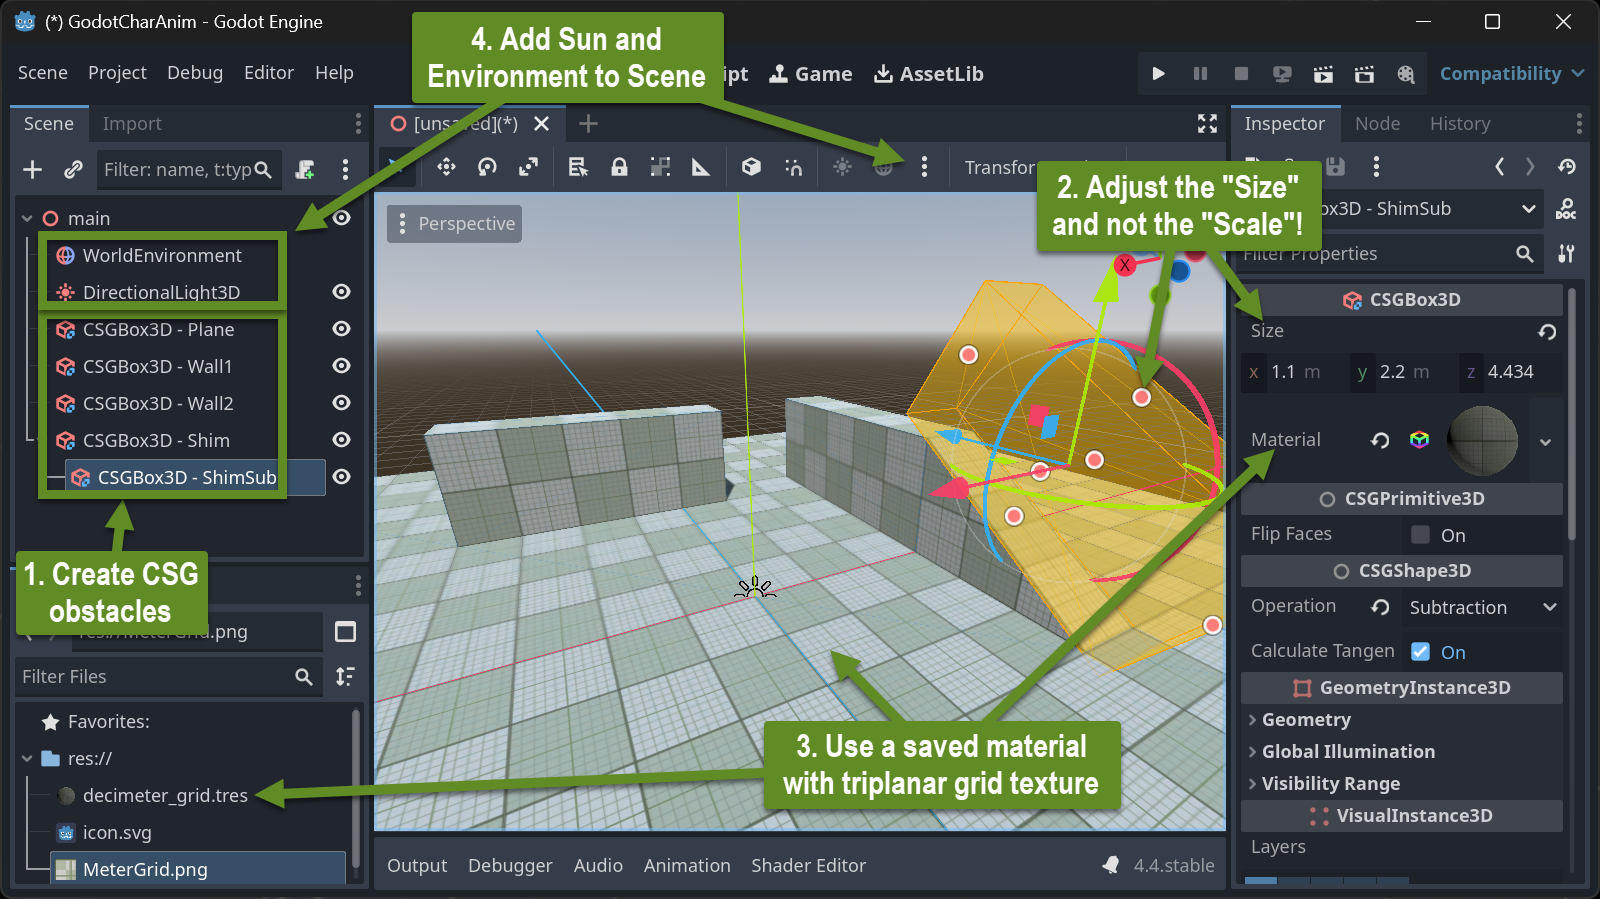 (*) GodotCharAnim - Godot Engine
Scene Project Debug Editor Help
4. Add Sun and
Environment to Scene
ipt Game AssetLib
Compatibility
Scene Import
[unsaved](*)
Inspector Node History
Filter: name, t:typ
Transfor
2. Adjust the "Size"
and not the "Scale"!
main
WorldEnvironment
DirectionalLight3D
CSGBox3D - Plane
CSGBox3D - Wall1
CSGBox3D - Wall2
CSGBox3D - Shim
CSGBox3D - ShimSub
1. Create CSG
obstacles
res://MeterGrid.png
Filter Files
Favorites:
res://
decimeter_grid.tres
icon.svg
MeterGrid.png
Perspective
X
3. Use a saved material
with triplanar grid texture
Output Debugger Audio Animation Shader Editor
4.4.stable
ox3D - ShimSub
DOC
Filter Properties
CSGBox3D
Size
x 1.1 m y 2.2 m z 4.434
Material
CSGPrimitive3D
Flip Faces On
CSGShape3D
Operation Subtraction
Calculate Tangen On
GeometryInstance3D
Geometry
Global Illumination
Visibility Range
VisualInstance3D
Layers